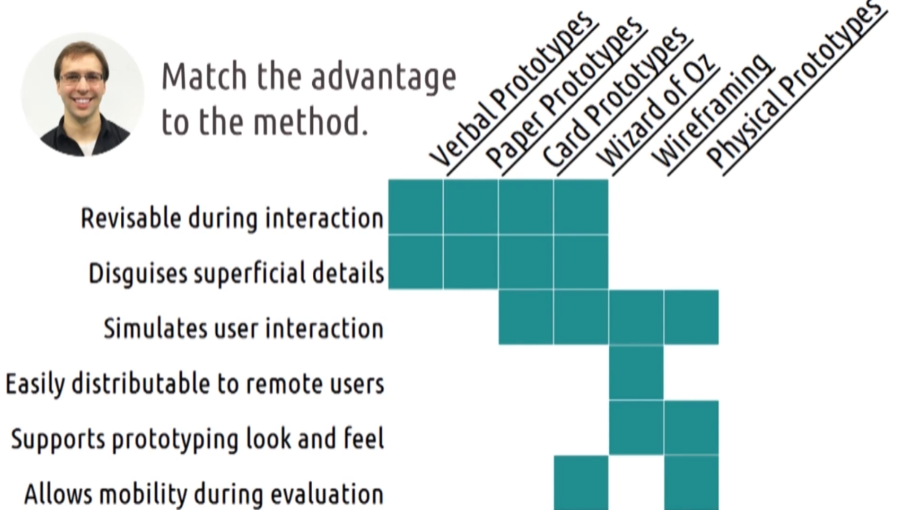 Match the advantage
to the method.
Verbal Prototypes
Paper Prototypes
Card Prototypes
Wizard of Oz
Wireframing
Physical Prototypes
Revisable during interaction
Disguises superficial details
Simulates user interaction
Easily distributable to remote users
Supports prototyping look and feel
Allows mobility during evaluation